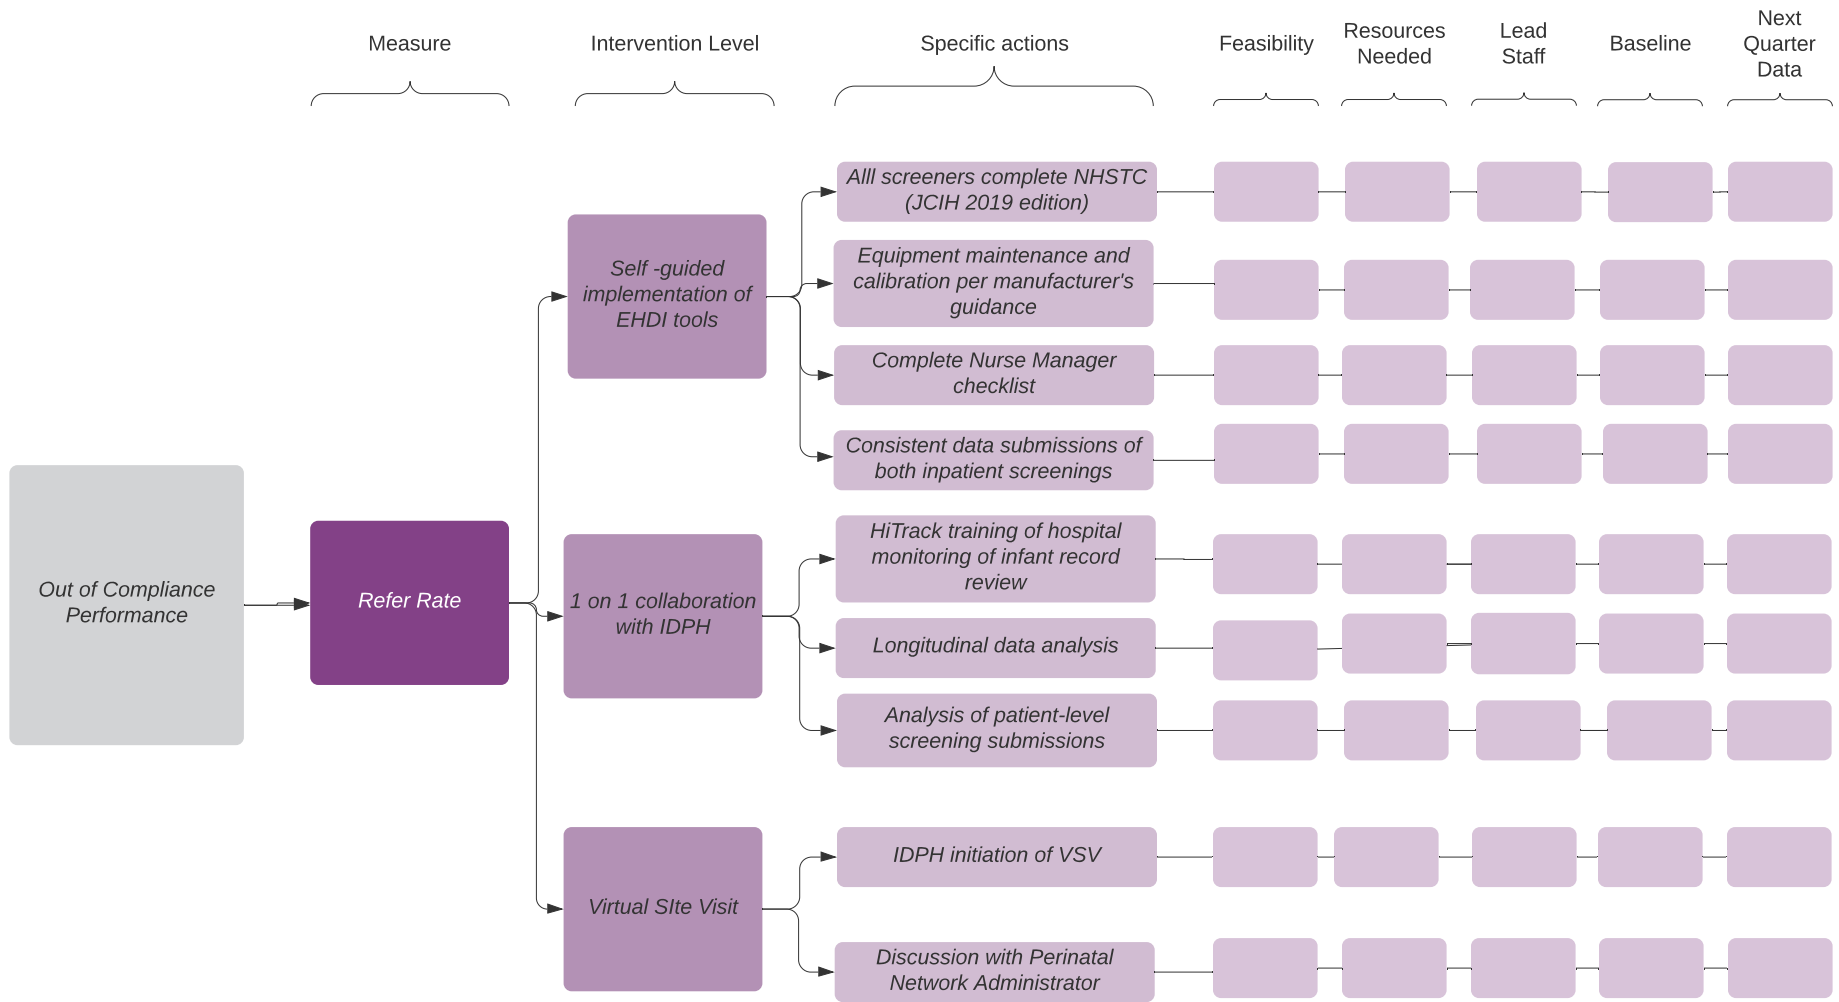 Measure
Intervention Level
Specific actions
Feasibility
Resources
Needed
Lead
Staff
Baseline
Next
Quarter
Data
Out of Compliance
Performance
Refer Rate
Self -guided
implementation of
EHDI tools
Alll screeners complete NHSTC
(JCIH 2019 edition)
Equipment maintenance and
calibration per manufacturer's
guidance
Complete Nurse Manager
checklist
Consistent data submissions of
both inpatient screenings
1 on 1 collaboration
with IDPH
HiTrack training of hospital
monitoring of infant record
review
Longitudinal data analysis
Analysis of patient-level
screening submissions
Virtual SIte Visit
IDPH initiation of VSV
Discussion with Perinatal
Network Administrator